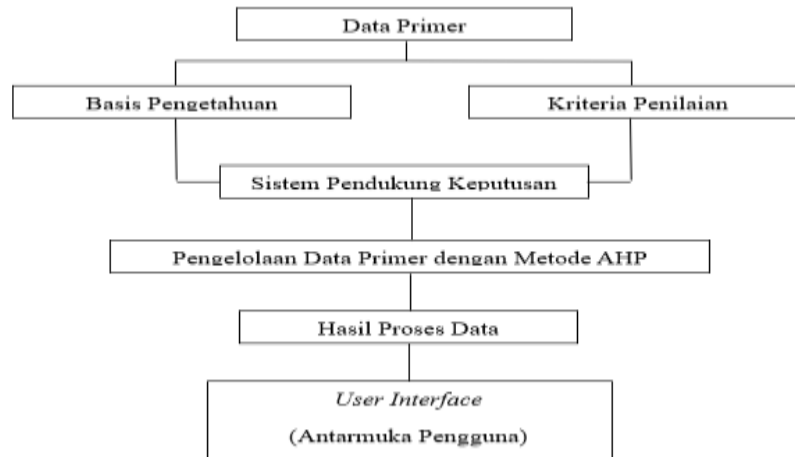 Data Primer
Basis Pengetahuan
Kriteria Penilaian
Sistem Pendukung Keputusan
Pengelolaan Data Primer dengan Metode AHP
Hasil Proses Data
User Interface
(Antarmuka Pengguna)